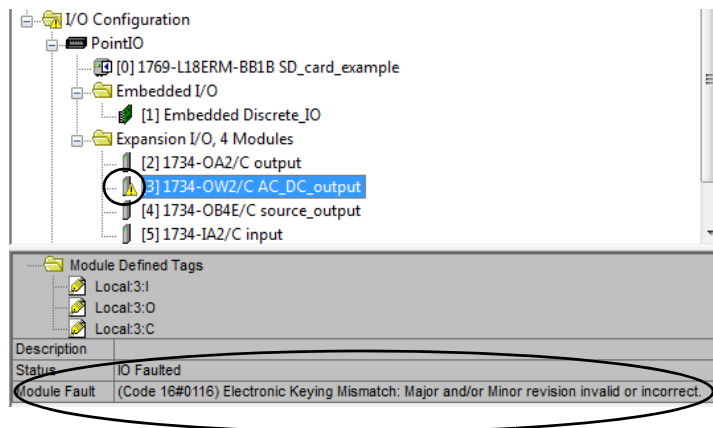 I/O Configuration
PointIO
[0] 1769-L18ERM-BB1B SD_card_example
Embedded I/O
[1] Embedded Discrete_IO
Expansion I/O, 4 Modules
[2] 1734-OA2/C output
[3] 1734-OW2/C AC_DC_output
[4] 1734-OB4E/C source_output
[5] 1734-IA2/C input
Module Defined Tags
Local:3:I
Local:3:O
Local:3:C
Description
Status IO Faulted
Module Fault (Code 16#0116) Electronic Keying Mismatch: Major and/or Minor revision invalid or incorrect.